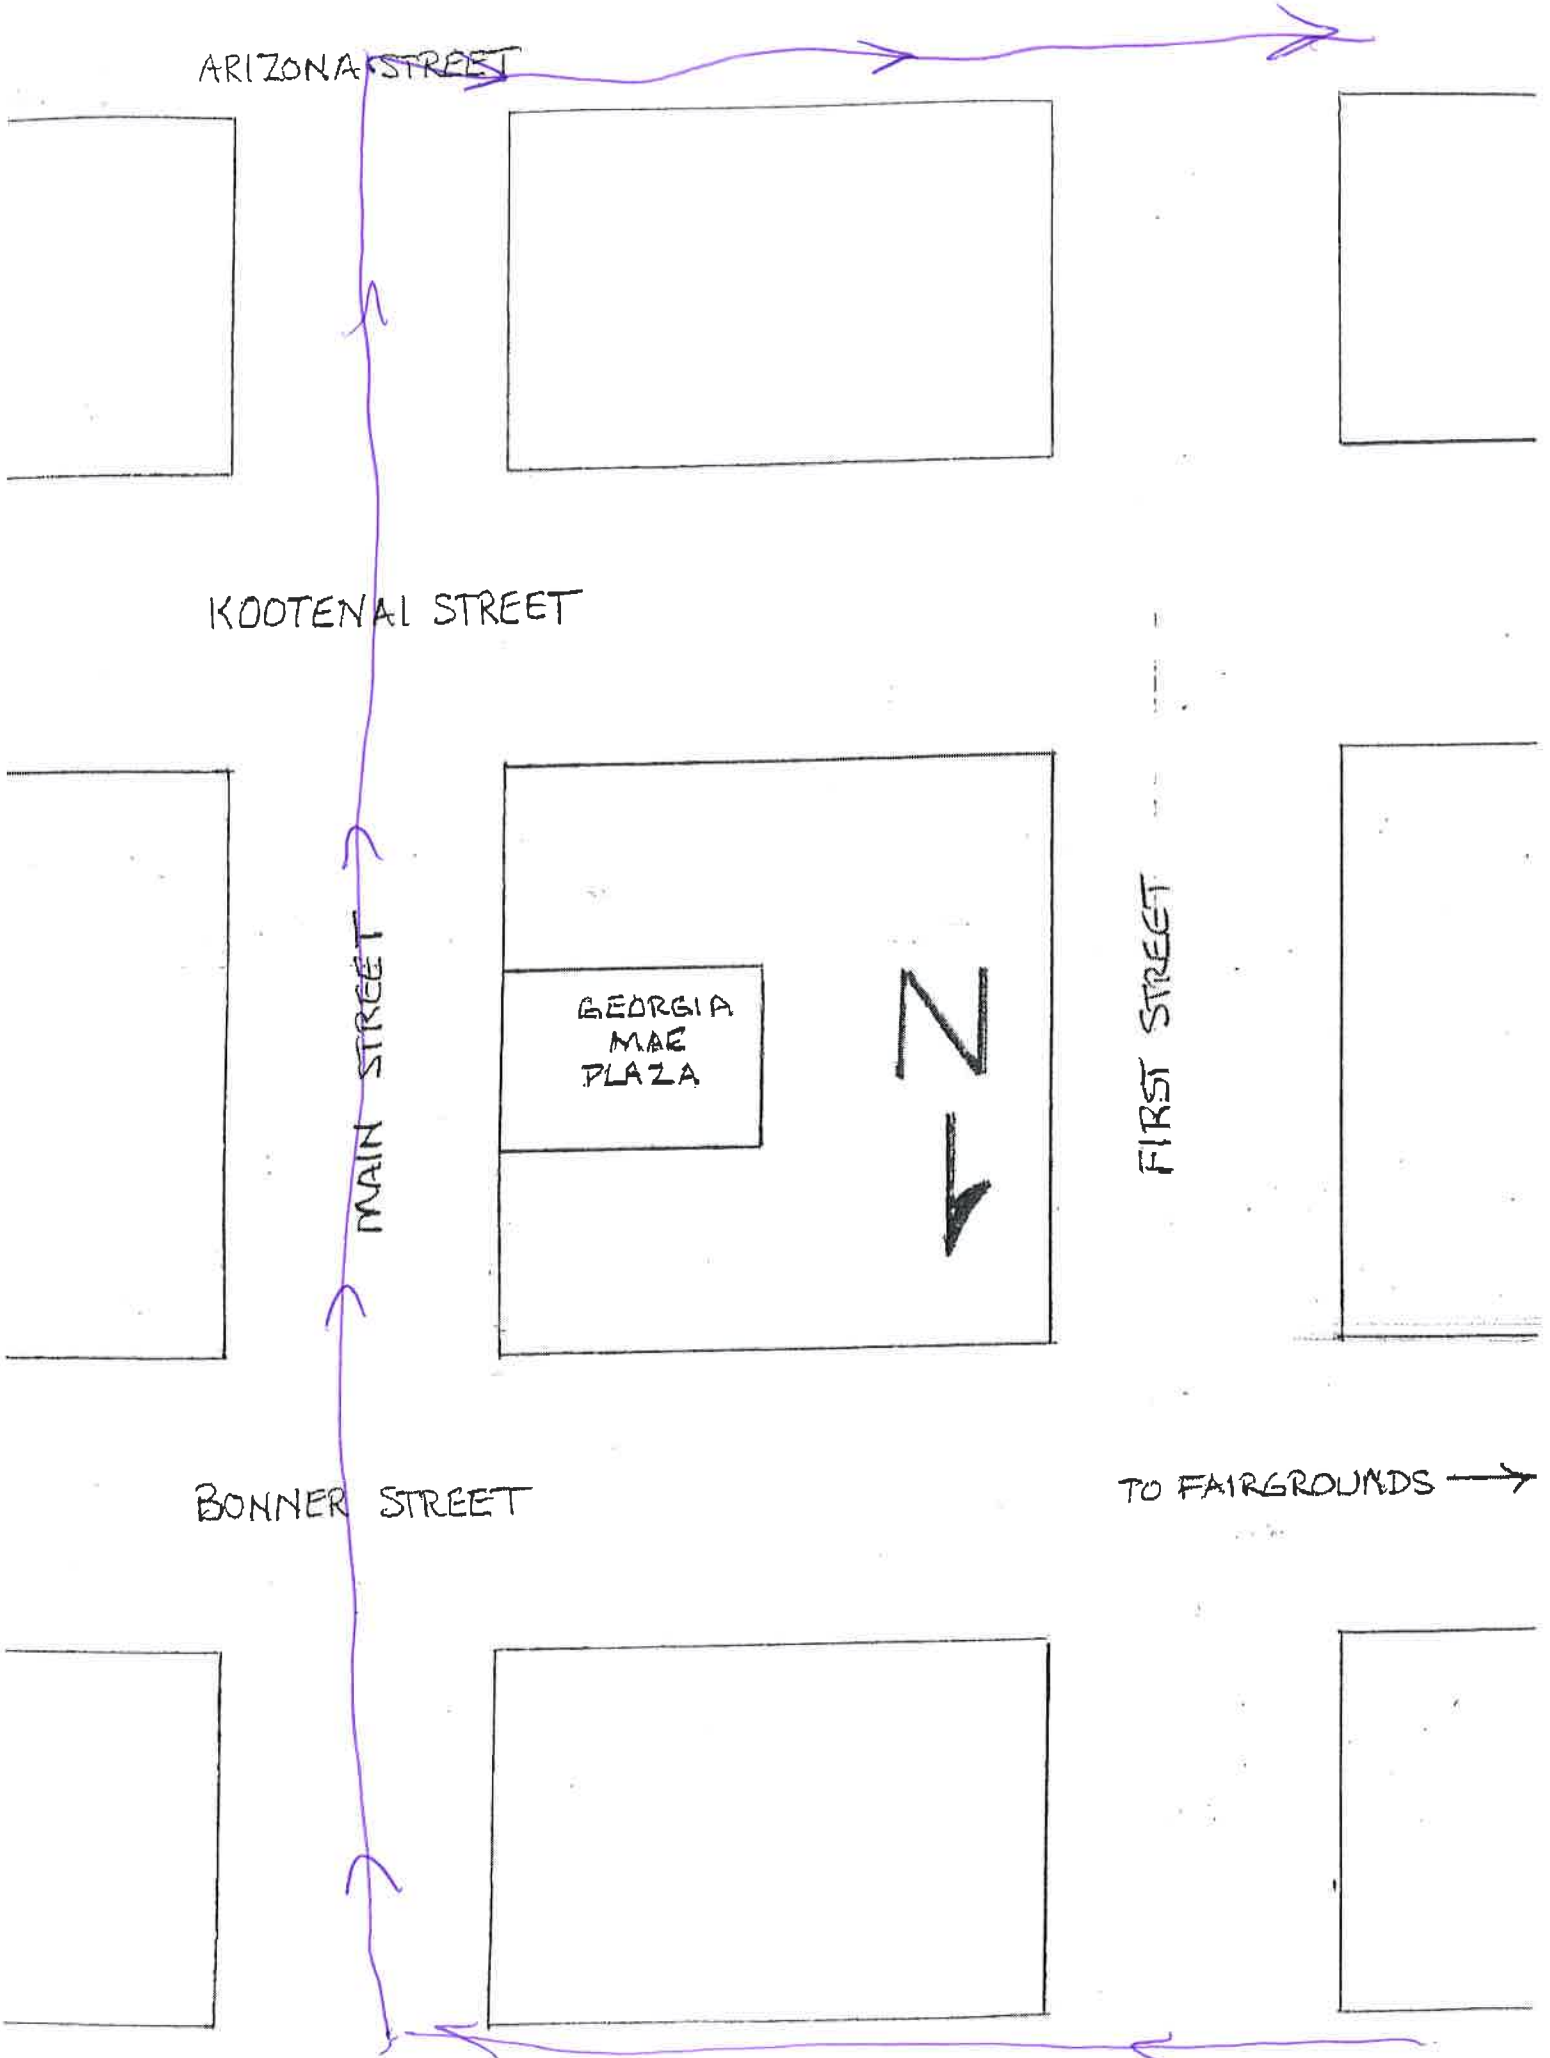 ARIZONA STREET
KOOTENAI STREET
MAIN STREET
GEORGIA
MAE
PLAZA
N
FIRST STREET
BONNER STREET
TO FAIRGROUNDS